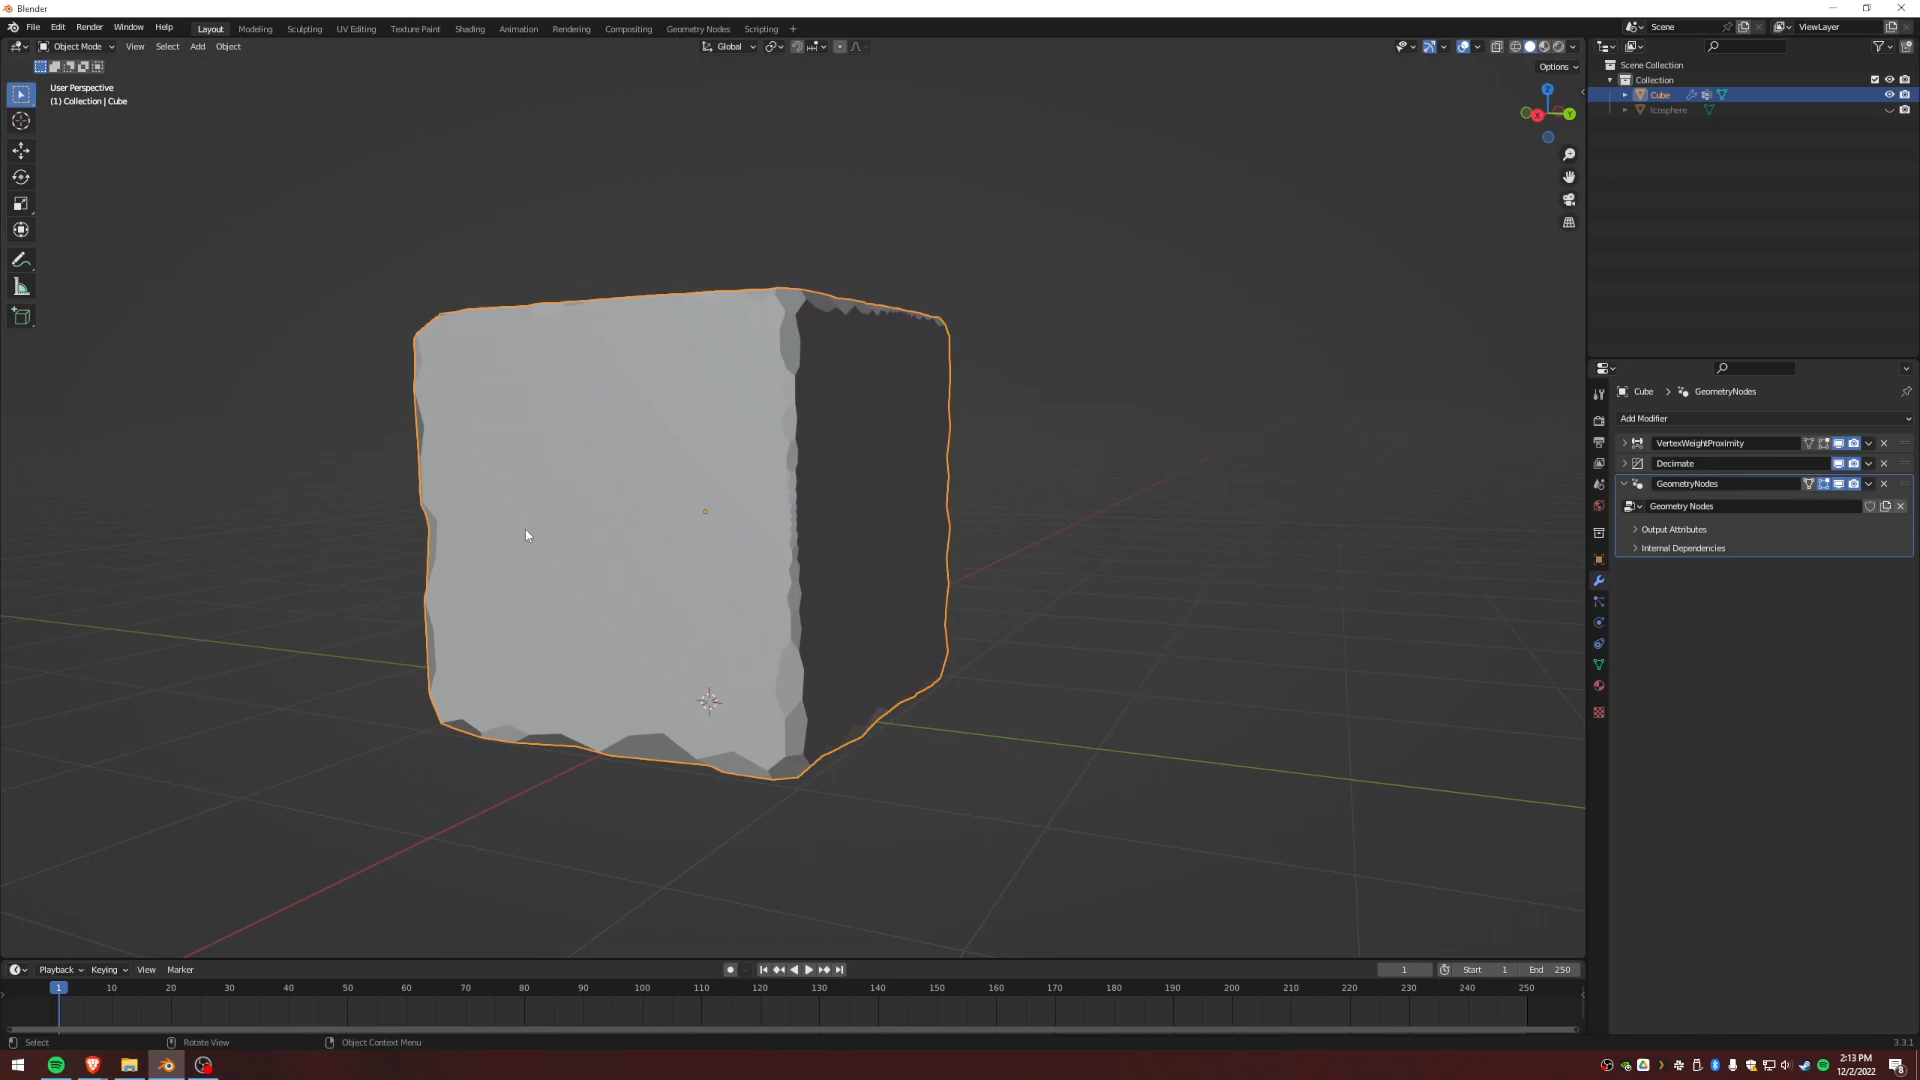 Blender
File Edit Render Window Help Layout Modeling Sculpting UV Editing Texture Paint Shading Animation Rendering Compositing Geometry Nodes Scripting + Scene ViewLayer
Object Mode View Select Add Object Global
Options
User Perspective
(1) Collection | Cube
Z
X
Y
Scene Collection
Collection
Cube
Icosphere
Cube > GeometryNodes
Add Modifier
VertexWeightProximity
Decimate
GeometryNodes
Geometry Nodes
Output Attributes
Internal Dependencies
Playback Keying View Marker 1 Start 1 End 250
1 10 20 30 40 50 60 70 80 90 100 110 120 130 140 150 160 170 180 190 200 210 220 230 240 250
Select Rotate View Object Context Menu 3.3.1
2:13 PM
12/2/2022
8